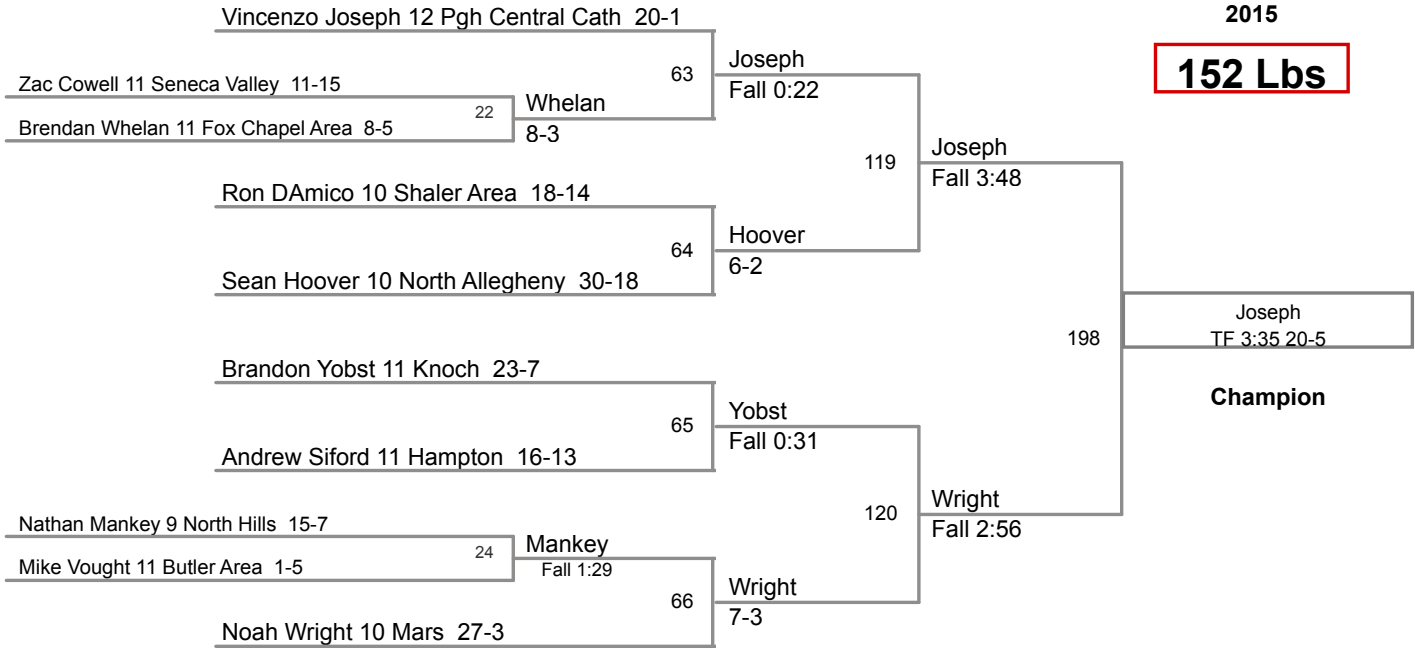 Vincenzo Joseph 12 Pgh Central Cath 20-1
2015
152 Lbs
63
Joseph
Fall 0:22
Zac Cowell 11 Seneca Valley 11-15
22
Whelan
8-3
Brendan Whelan 11 Fox Chapel Area 8-5
119
Joseph
Fall 3:48
Ron DAmico 10 Shaler Area 18-14
64
Hoover
6-2
Sean Hoover 10 North Allegheny 30-18
198
Joseph
TF 3:35 20-5
Champion
Brandon Yobst 11 Knoch 23-7
65
Yobst
Fall 0:31
Andrew Siford 11 Hampton 16-13
120
Wright
Fall 2:56
Nathan Mankey 9 North Hills 15-7
24
Mankey
Fall 1:29
Mike Vought 11 Butler Area 1-5
66
Wright
7-3
Noah Wright 10 Mars 27-3